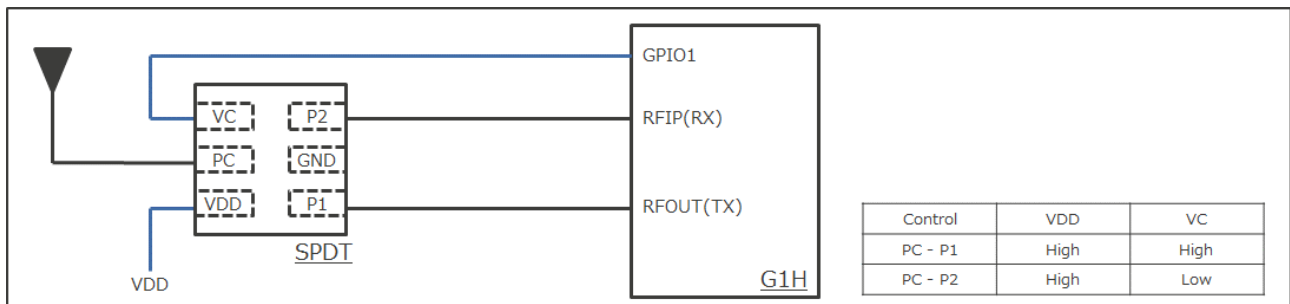 GPIO1
VC P2 RFIP(RX)
PC GND
VDD P1 RFOUT(TX)
SPDT
VDD
G1H
Control VDD VC
PC - P1 High High
PC - P2 High Low